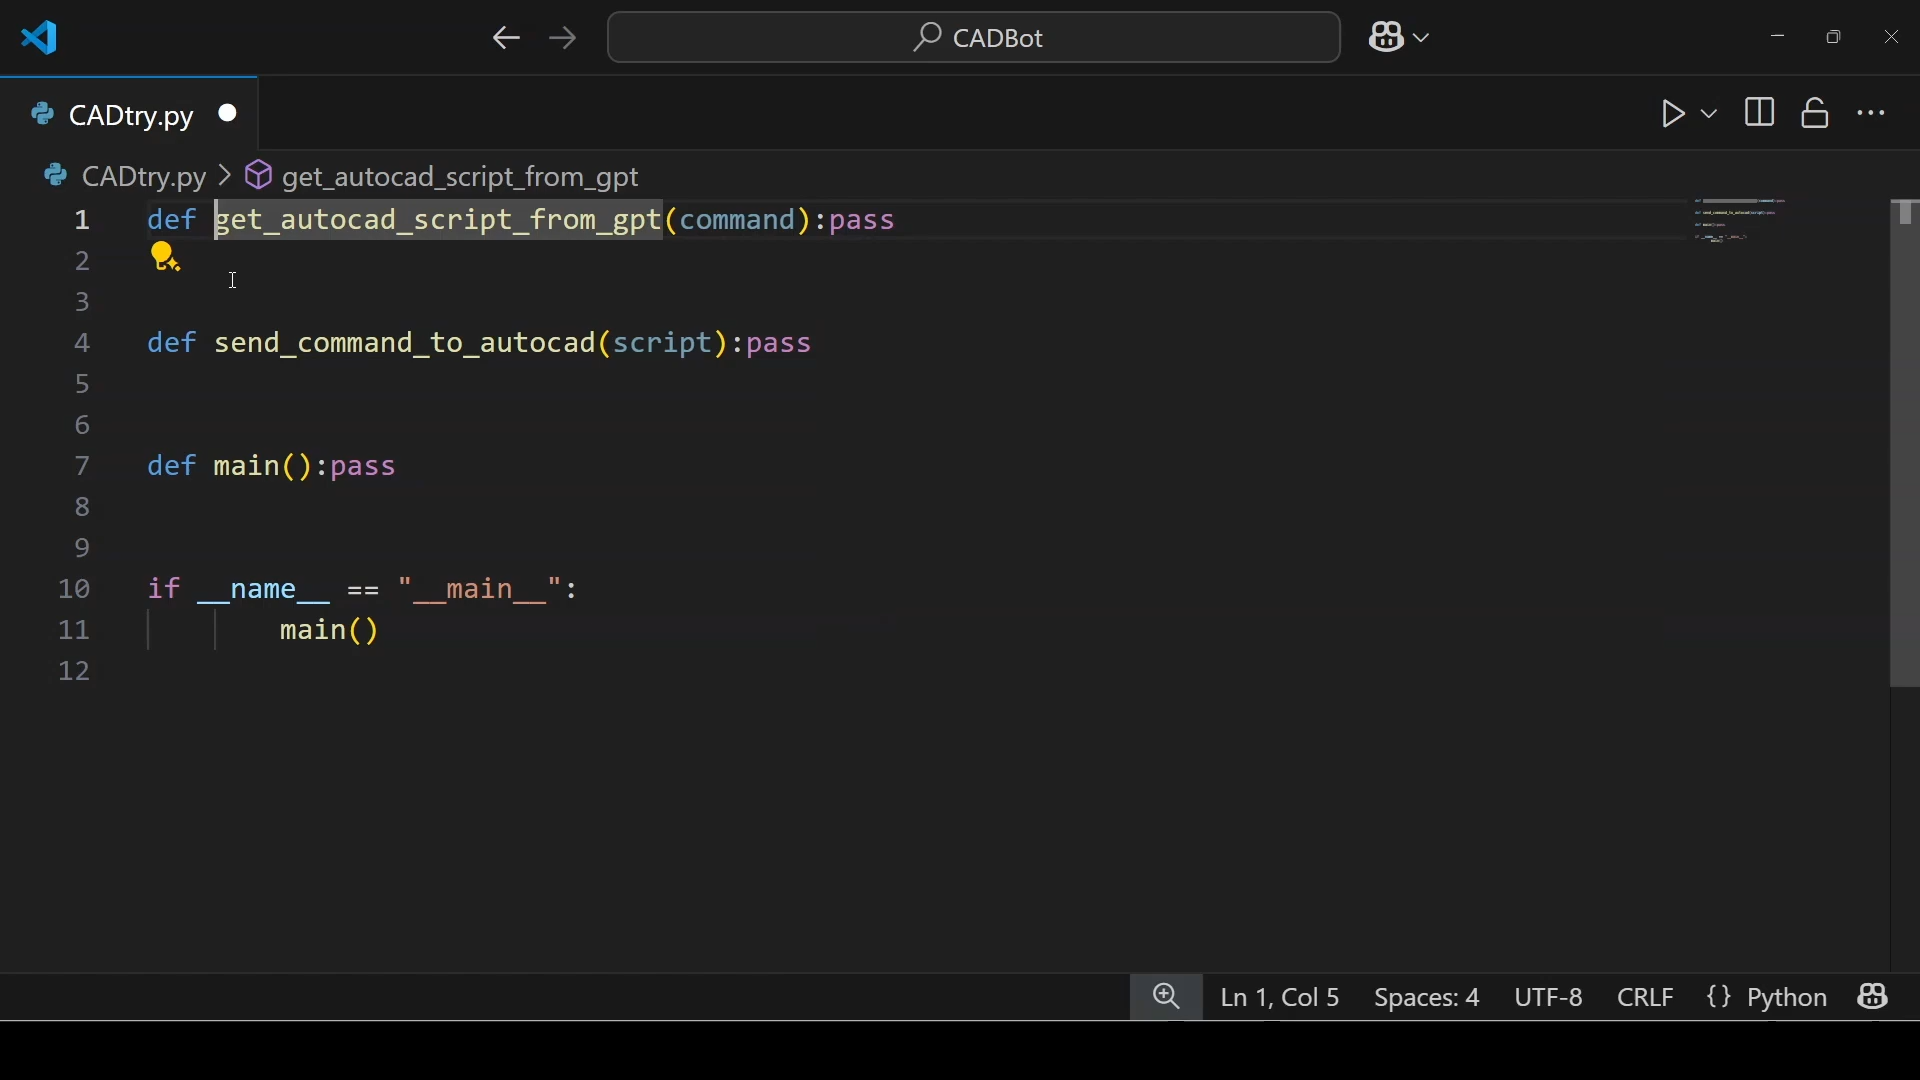 CADBot
CADtry.py
CADtry.py > get_autocad_script_from_gpt
1 def get_autocad_script_from_gpt(command):pass
2
3
4 def send_command_to_autocad(script):pass
5
6
7 def main():pass
8
9
10 if __name__ == "__main__":
11 main()
12
Ln 1, Col 5 Spaces: 4 UTF-8 CRLF {} Python